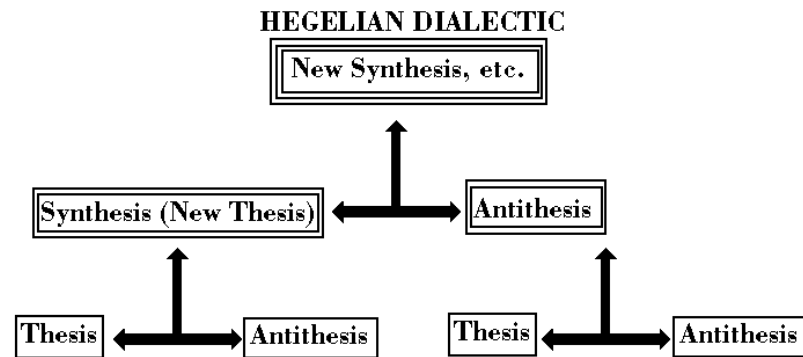 HEGELIAN DIALECTIC
New Synthesis, etc.
Synthesis (New Thesis)
Antithesis
Thesis
Antithesis
Thesis
Antithesis